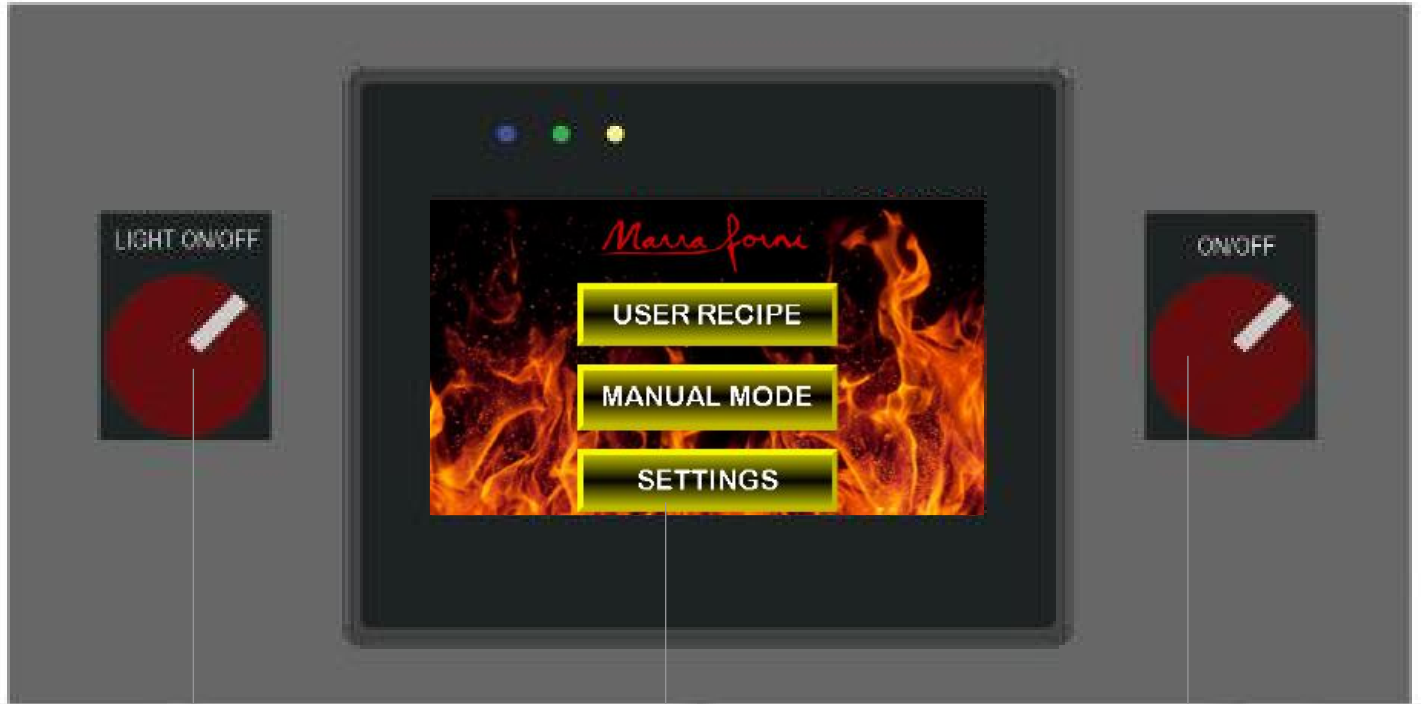 LIGHT ON/OFF
Marra forni
USER RECIPE
MANUAL MODE
SETTINGS
ON/OFF